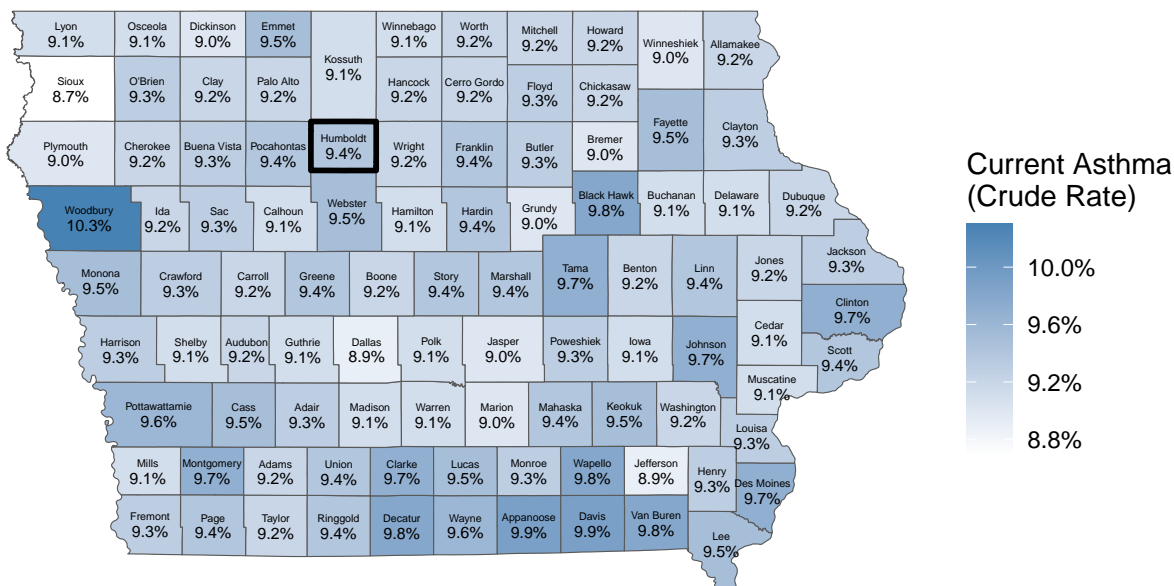 Lyon
9.1%
Osceola
9.1%
Dickinson
9.0%
Emmet
9.5%
Kossuth
9.1%
Winnebago
9.1%
Worth
9.2%
Mitchell
9.2%
Howard
9.2%
Winneshiek
9.0%
Allamakee
9.2%
Sioux
8.7%
O'Brien
9.3%
Clay
9.2%
Palo Alto
9.2%
Hancock
9.2%
Cerro Gordo
9.2%
Floyd
9.3%
Chickasaw
9.2%
Fayette
9.5%
Clayton
9.3%
Plymouth
9.0%
Cherokee
9.2%
Buena Vista
9.3%
Pocahontas
9.4%
Humboldt
9.4%
Wright
9.2%
Franklin
9.4%
Butler
9.3%
Bremer
9.0%
Woodbury
10.3%
Ida
9.2%
Sac
9.3%
Calhoun
9.1%
Webster
9.5%
Hamilton
9.1%
Hardin
9.4%
Grundy
9.0%
Black Hawk
9.8%
Buchanan
9.1%
Delaware
9.1%
Dubuque
9.2%
Monona
9.5%
Crawford
9.3%
Carroll
9.2%
Greene
9.4%
Boone
9.2%
Story
9.4%
Marshall
9.4%
Tama
9.7%
Benton
9.2%
Linn
9.4%
Jones
9.2%
Jackson
9.3%
Clinton
9.7%
Harrison
9.3%
Shelby
9.1%
Audubon
9.2%
Guthrie
9.1%
Dallas
8.9%
Polk
9.1%
Jasper
9.0%
Poweshiek
9.3%
Iowa
9.1%
Johnson
9.7%
Cedar
9.1%
Scott
9.4%
Muscatine
9.1%
Pottawattamie
9.6%
Cass
9.5%
Adair
9.3%
Madison
9.1%
Warren
9.1%
Marion
9.0%
Mahaska
9.4%
Keokuk
9.5%
Washington
9.2%
Louisa
9.3%
Mills
9.1%
Montgomery
9.7%
Adams
9.2%
Union
9.4%
Clarke
9.7%
Lucas
9.5%
Monroe
9.3%
Wapello
9.8%
Jefferson
8.9%
Henry
9.3%
Des Moines
9.7%
Fremont
9.3%
Page
9.4%
Taylor
9.2%
Ringgold
9.4%
Decatur
9.8%
Wayne
9.6%
Appanoose
9.9%
Davis
9.9%
Van Buren
9.8%
Lee
9.5%
Current Asthma
(Crude Rate)
10.0%
9.6%
9.2%
8.8%